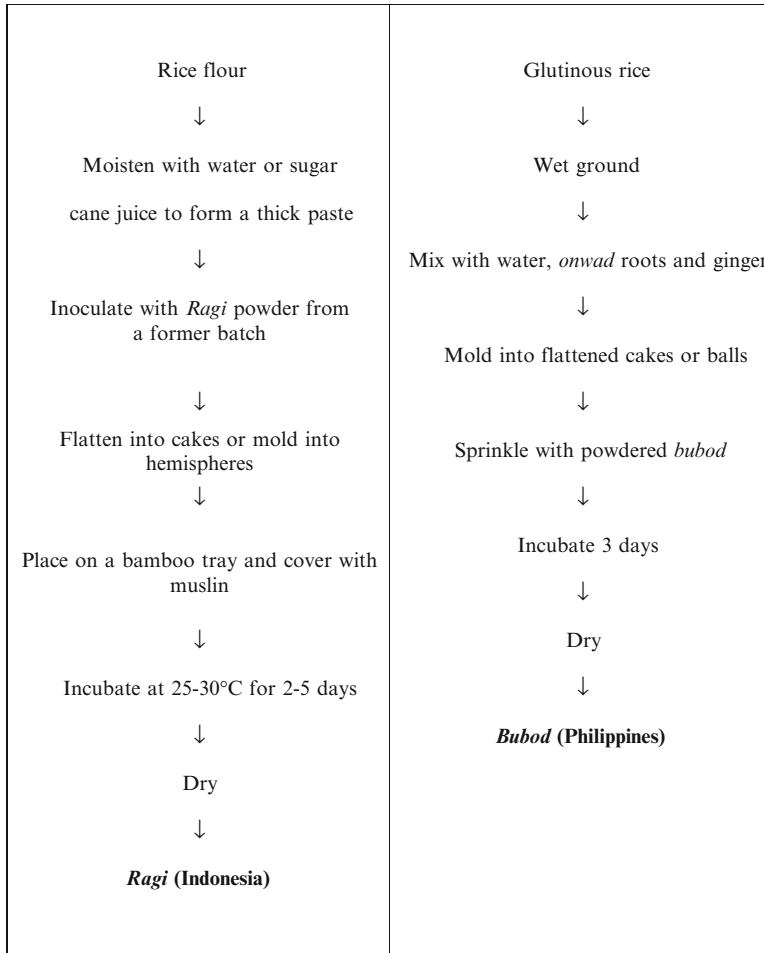 Rice flour
↓
Moisten with water or sugar
cane juice to form a thick paste
↓
Inoculate with Ragi powder from
a former batch
↓
Flatten into cakes or mold into
hemispheres
↓
Place on a bamboo tray and cover with
muslin
↓
Incubate at 25-30°C for 2-5 days
↓
Dry
↓
Ragi (Indonesia)
Glutinous rice
↓
Wet ground
↓
Mix with water, onwad roots and ginger
↓
Mold into flattened cakes or balls
↓
Sprinkle with powdered bubod
↓
Incubate 3 days
↓
Dry
↓
Bubod (Philippines)